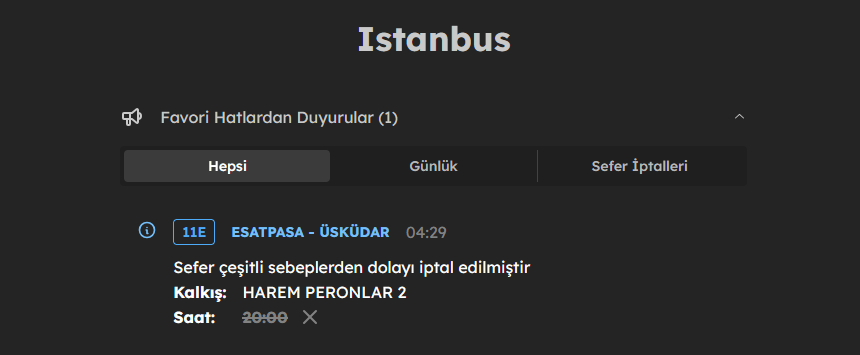 Istanbus
Favori Hatlardan Duyurular (1)
Hepsi Günlük Sefer İptalleri
11E ESATPASA - ÜSKÜDAR 04:29
Sefer çeşitli sebeplerden dolayı iptal edilmiştir
Kalkış: HAREM PERONLAR 2
Saat: 20:00